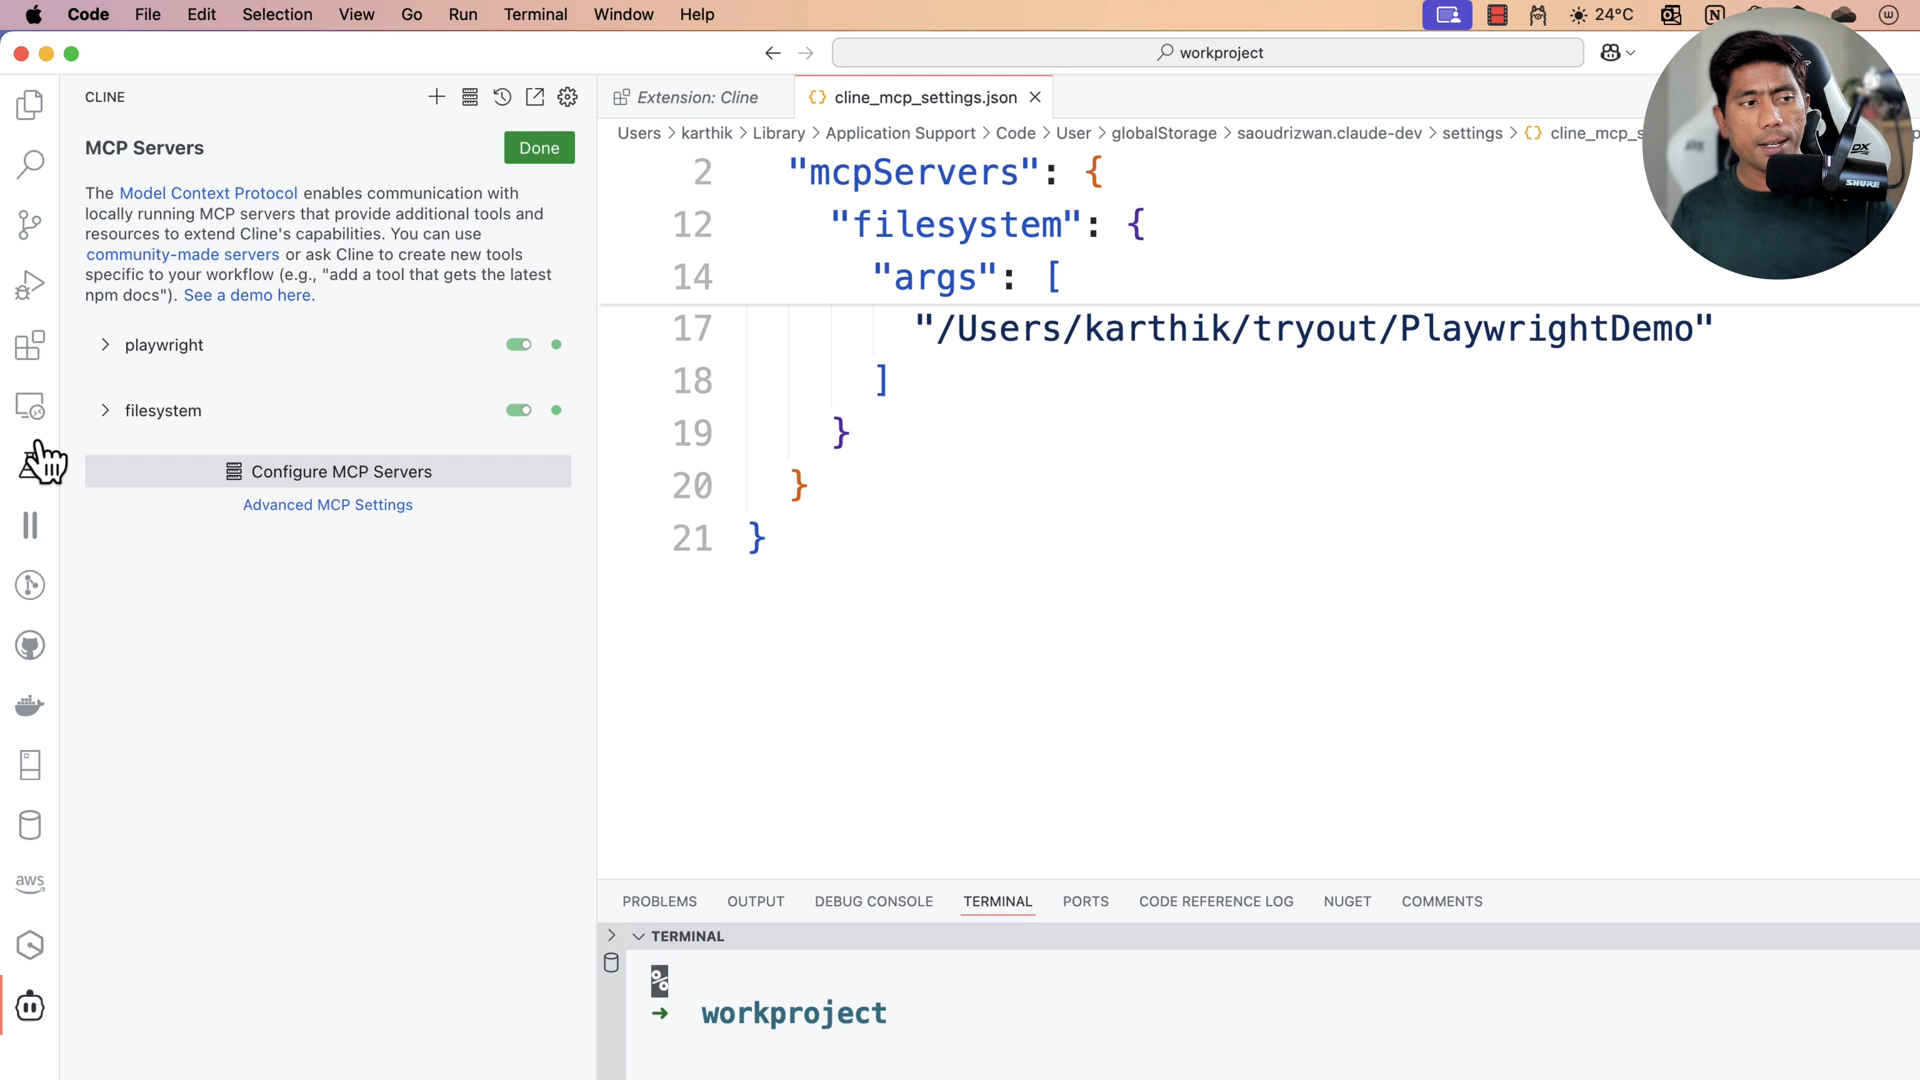 Code File Edit Selection View Go Run Terminal Window Help
24°C
workproject
CLINE
MCP Servers
Done
The Model Context Protocol enables communication with
locally running MCP servers that provide additional tools and
resources to extend Cline's capabilities. You can use
community-made servers or ask Cline to create new tools
specific to your workflow (e.g., "add a tool that gets the latest
npm docs"). See a demo here.
playwright
filesystem
Configure MCP Servers
Advanced MCP Settings
aws
Extension: Cline
{} cline_mcp_settings.json
Users > karthik > Library > Application Support > Code > User > globalStorage > saoudrizwan.claude-dev > settings > {} cline_mcp_s
2 "mcpServers": {
12 "filesystem": {
14 "args": [
17 "/Users/karthik/tryout/PlaywrightDemo"
18 ]
19 }
20 }
21 }
PROBLEMS OUTPUT DEBUG CONSOLE TERMINAL PORTS CODE REFERENCE LOG NUGET COMMENTS
TERMINAL
%
→ workproject
SHURE